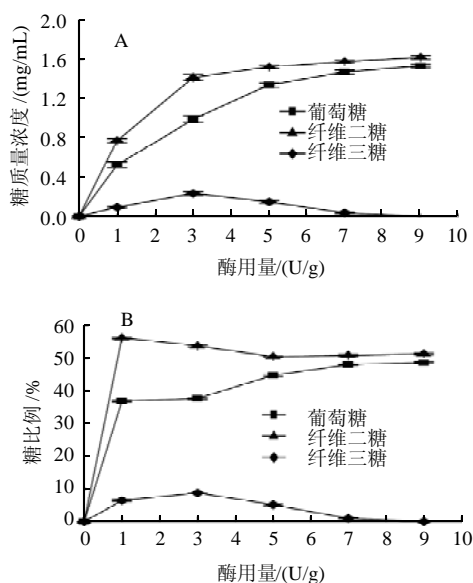 A
糖质量浓度/(mg/mL)
2.0
1.6
1.2
0.8
0.4
0.0
葡萄糖
纤维二糖
纤维三糖
0 1 2 3 4 5 6 7 8 9 10
酶用量/(U/g)
B
糖比例/%
60
50
40
30
20
10
0
葡萄糖
纤维二糖
纤维三糖
0 1 2 3 4 5 6 7 8 9 10
酶用量/(U/g)